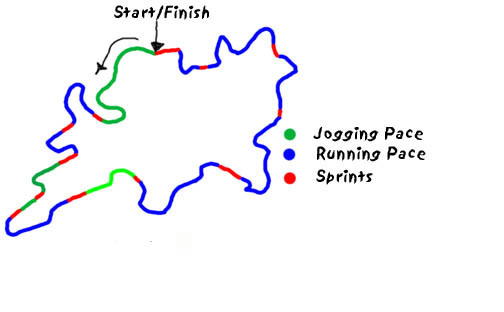 Start/Finish
Jogging Pace
Running Pace
Sprints